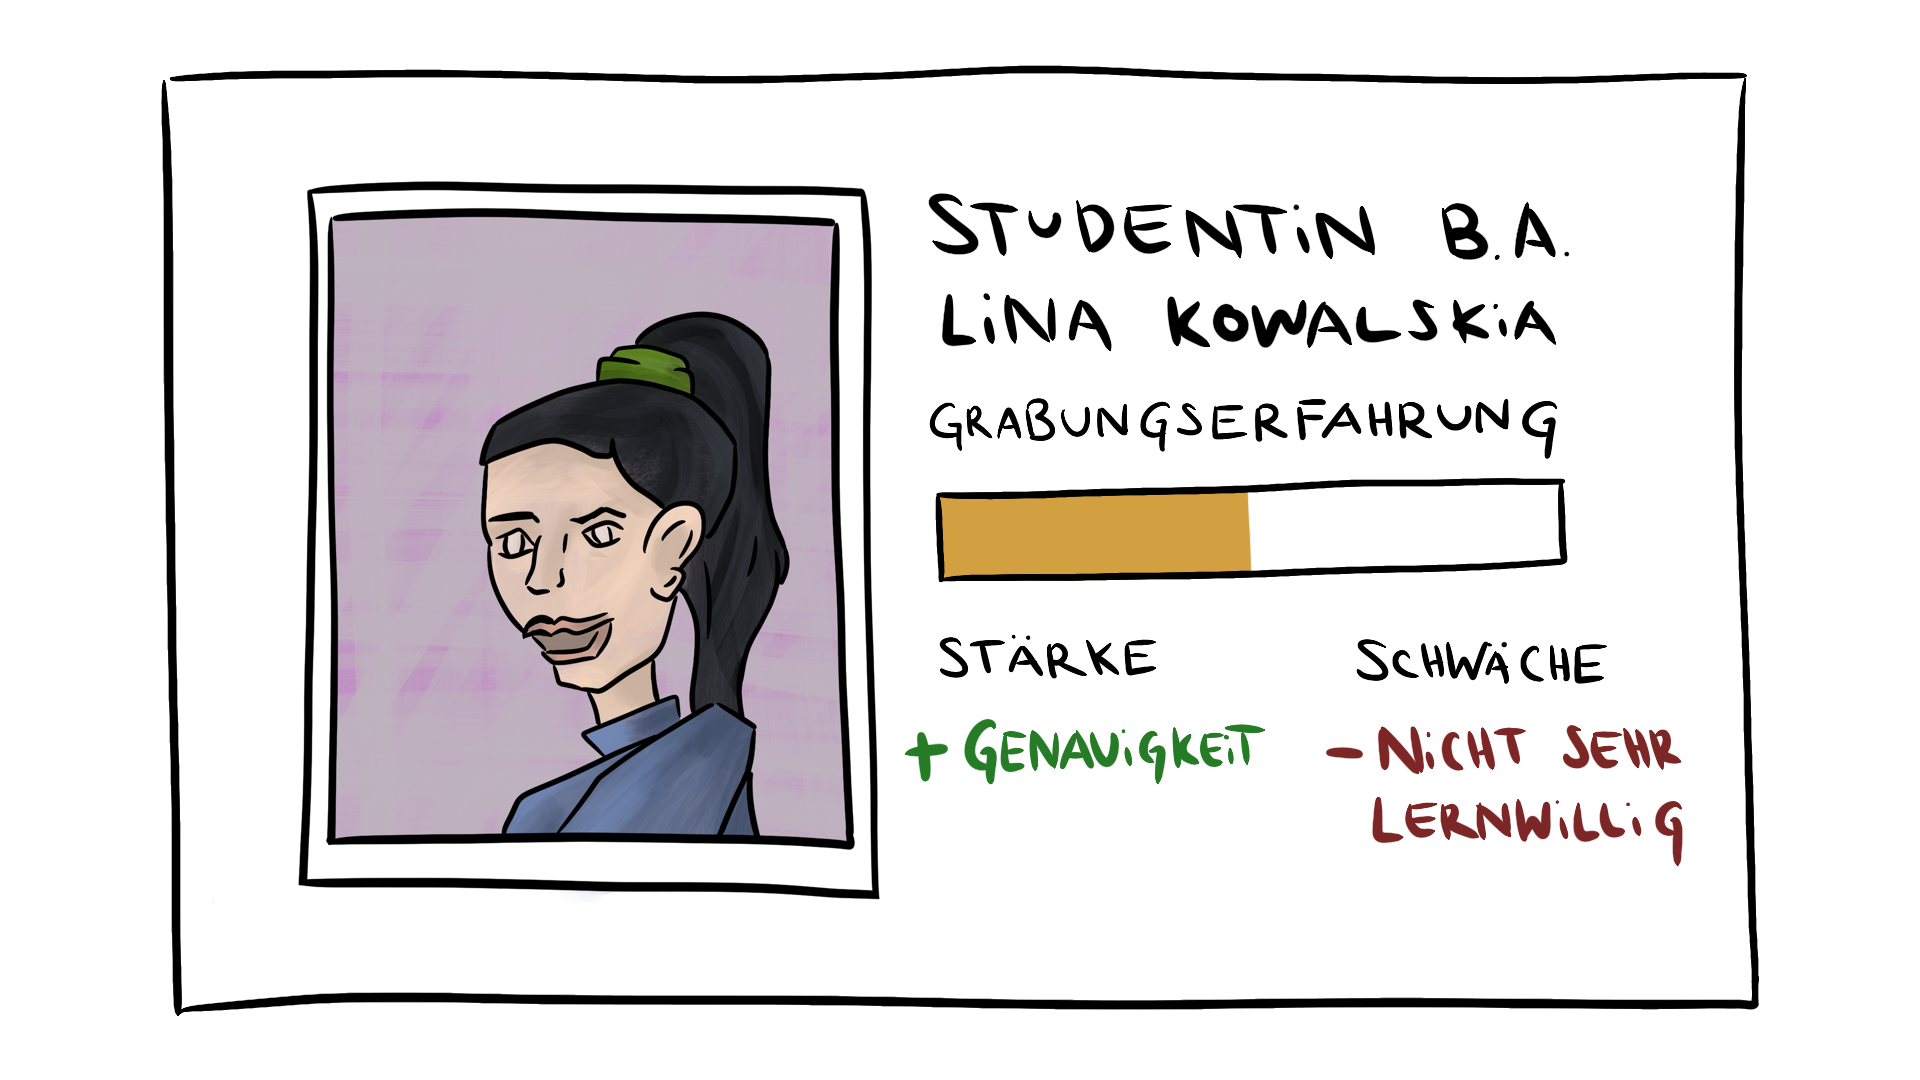 STUDENTIN B.A.
LINA KOWALSKIA
GRABUNGSERFAHRUNG
STÄRKE
+ GENAUIGKEIT
SCHWÄCHE
- NICHT SEHR
LERNWILLIG